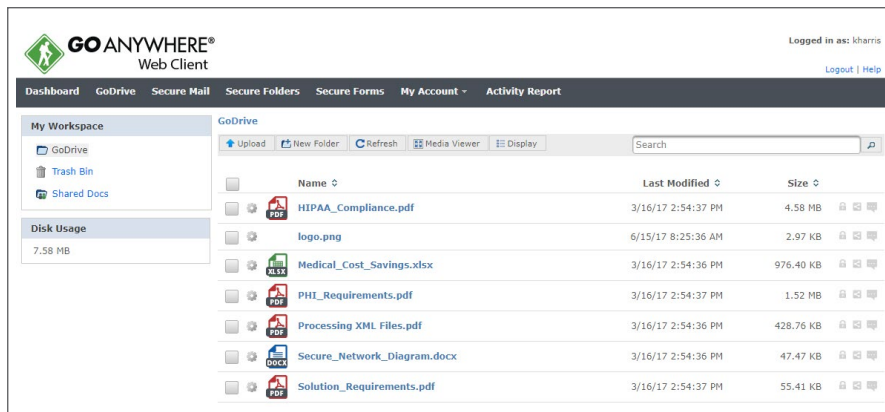 GO ANYWHERE®
Web Client
Logged in as: kharris
Logout | Help
Dashboard GoDrive Secure Mail Secure Folders Secure Forms My Account Activity Report
My Workspace
GoDrive
Trash Bin
Shared Docs
Disk Usage
7.58 MB
GoDrive
Upload New Folder Refresh Media Viewer Display Search
Name Last Modified Size
PDF HIPAA_Compliance.pdf 3/16/17 2:54:37 PM 4.58 MB
logo.png 6/15/17 8:25:36 AM 2.97 KB
XLSX Medical_Cost_Savings.xlsx 3/16/17 2:54:36 PM 976.40 KB
PDF PHI_Requirements.pdf 3/16/17 2:54:37 PM 1.52 MB
PDF Processing XML Files.pdf 3/16/17 2:54:36 PM 428.76 KB
DOCX Secure_Network_Diagram.docx 3/16/17 2:54:36 PM 47.47 KB
PDF Solution_Requirements.pdf 3/16/17 2:54:37 PM 55.41 KB